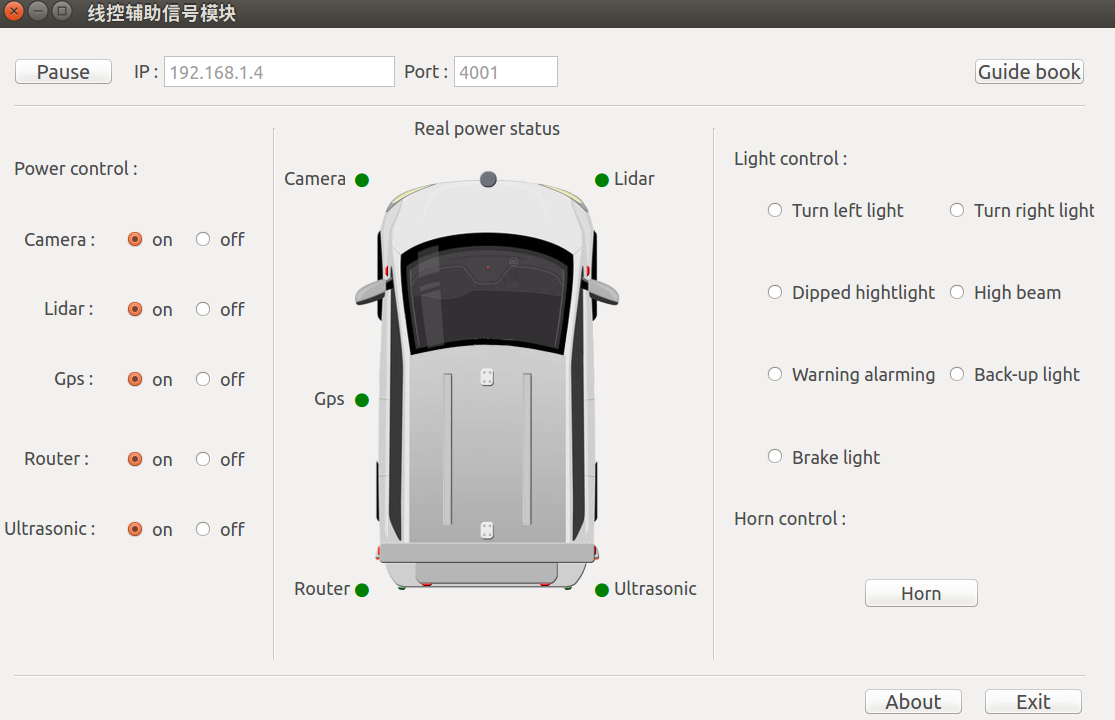 线控辅助信号模块
Pause IP : 192.168.1.4 Port : 4001 Guide book
Real power status
Power control :
Light control :
Camera Lidar
Turn left light Turn right light
Camera : on off
Dipped hightlight High beam
Lidar : on off
Warning alarming Back-up light
Gps : on off
Gps
Brake light
Router : on off
Horn control :
Ultrasonic : on off
Router Ultrasonic
Horn
About Exit